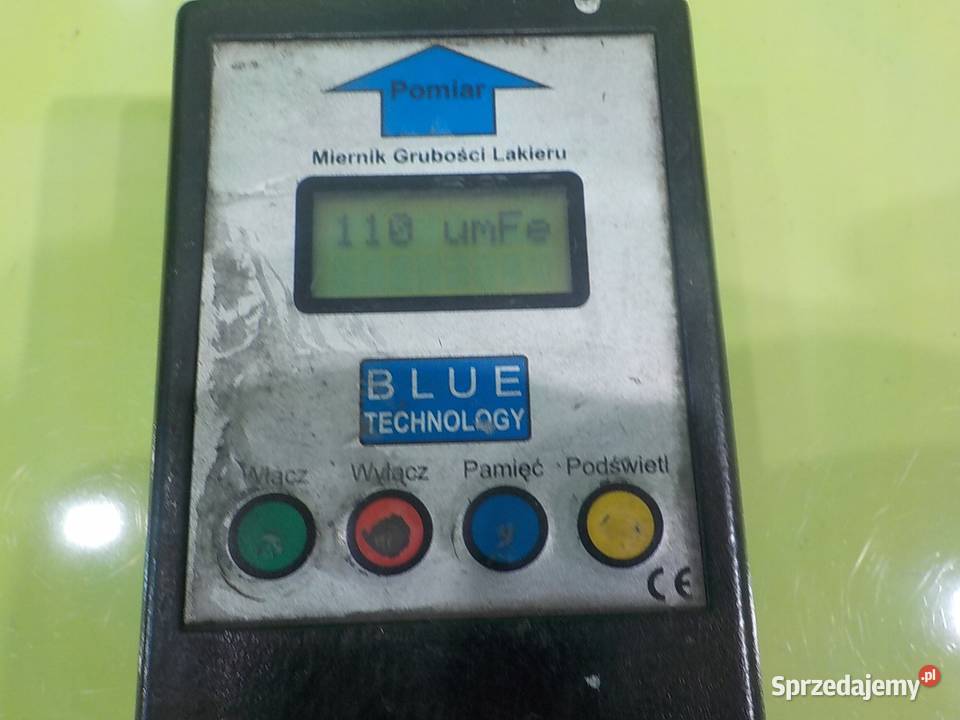 Pomiar
Miernik Grubości Lakieru
110 umFe
BLUE
TECHNOLOGY
Włącz Wyłącz Pamięć Podświetl
CE
Sprzedajemy.pl